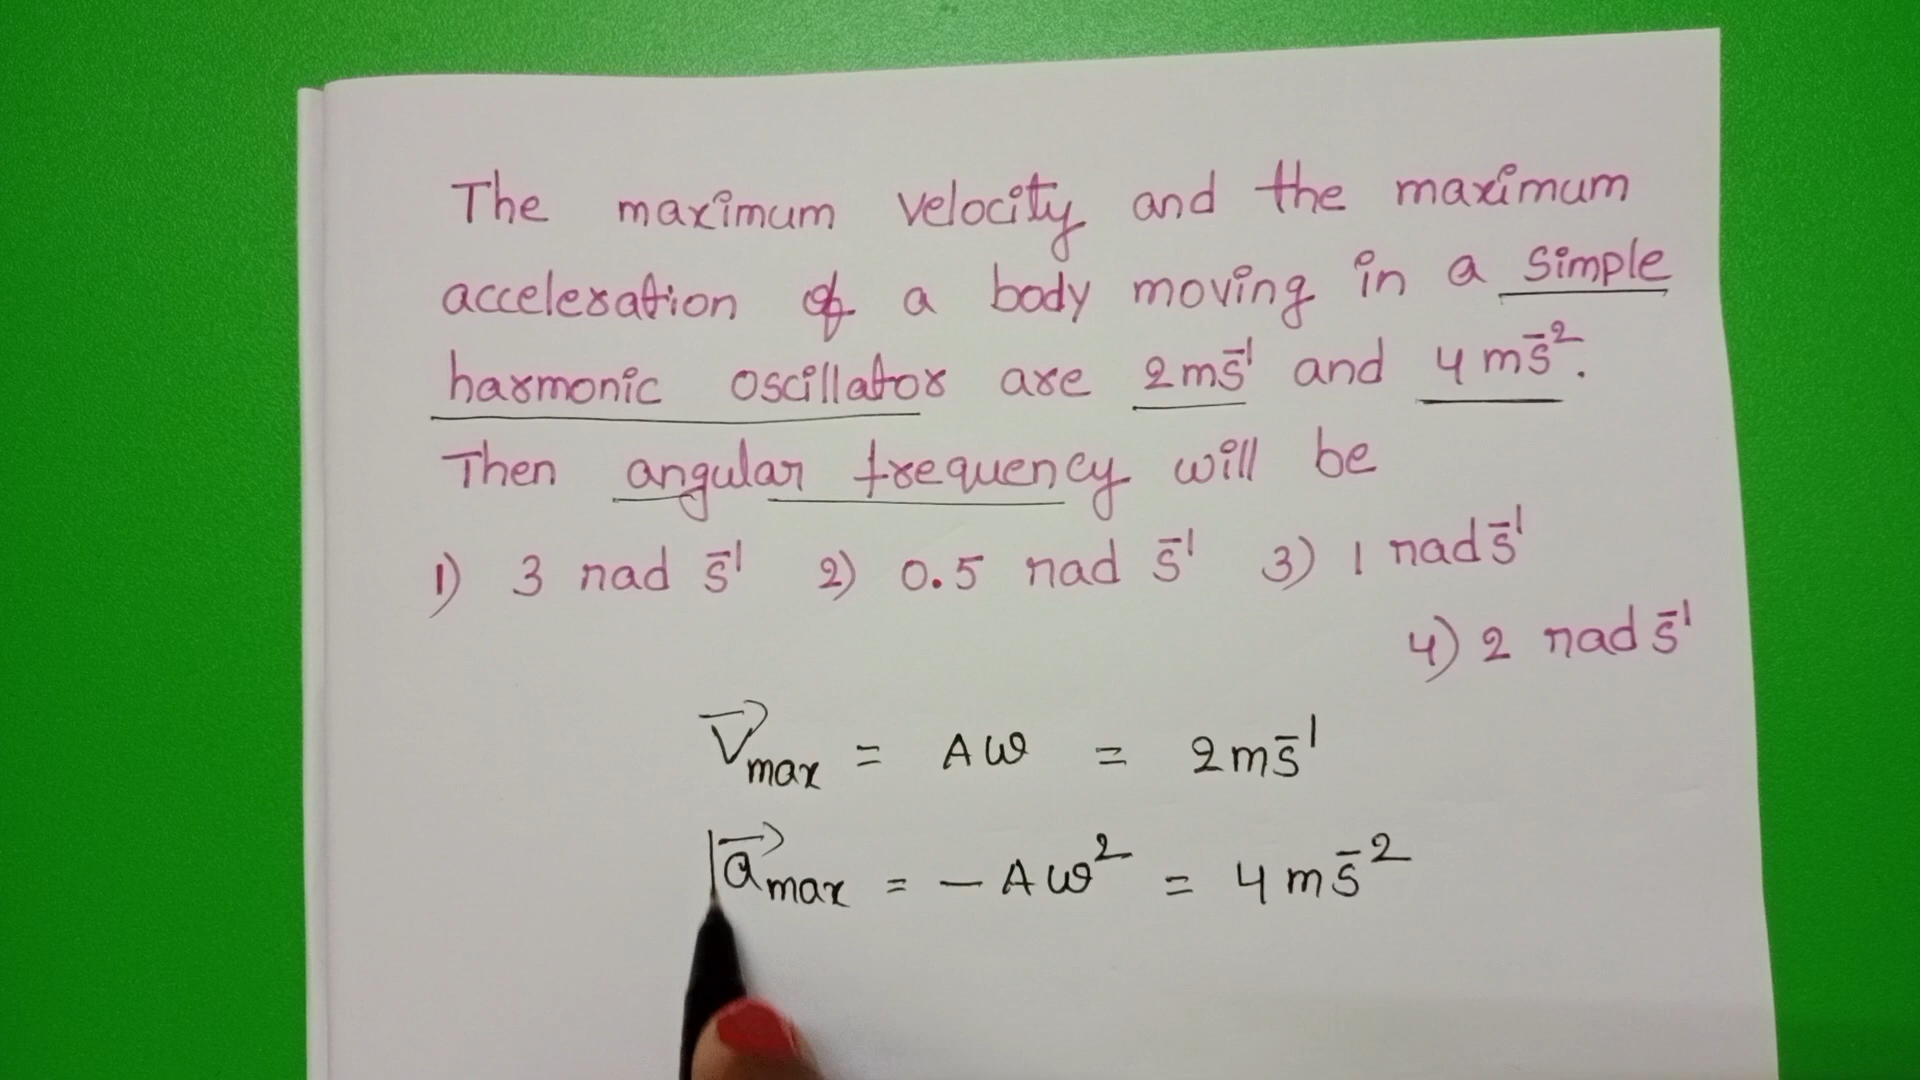 The maximum velocity and the maximum
acceleration of a body moving in a simple
harmonic oscillator are 2ms⁻¹ and 4ms⁻².
Then angular frequency will be
1) 3 rad s⁻¹ 2) 0.5 rad s⁻¹ 3) 1 rad s⁻¹
4) 2 rad s⁻¹
V⃗max = Aω = 2ms⁻¹
|a⃗max = −Aω² = 4ms⁻²